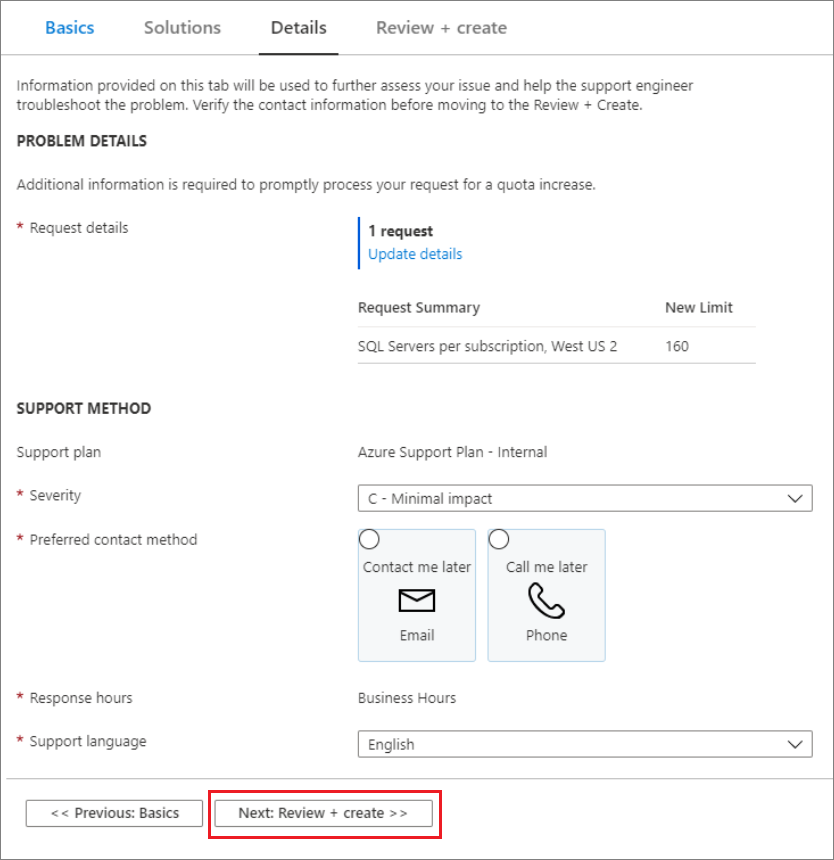 Basics Solutions Details Review + create
Information provided on this tab will be used to further assess your issue and help the support engineer
troubleshoot the problem. Verify the contact information before moving to the Review + Create.
PROBLEM DETAILS
Additional information is required to promptly process your request for a quota increase.
* Request details
1 request
Update details
Request Summary New Limit
SQL Servers per subscription, West US 2 160
SUPPORT METHOD
Support plan Azure Support Plan - Internal
* Severity C - Minimal impact
* Preferred contact method
Contact me later Call me later
Email Phone
* Response hours Business Hours
* Support language English
<< Previous: Basics Next: Review + create >>